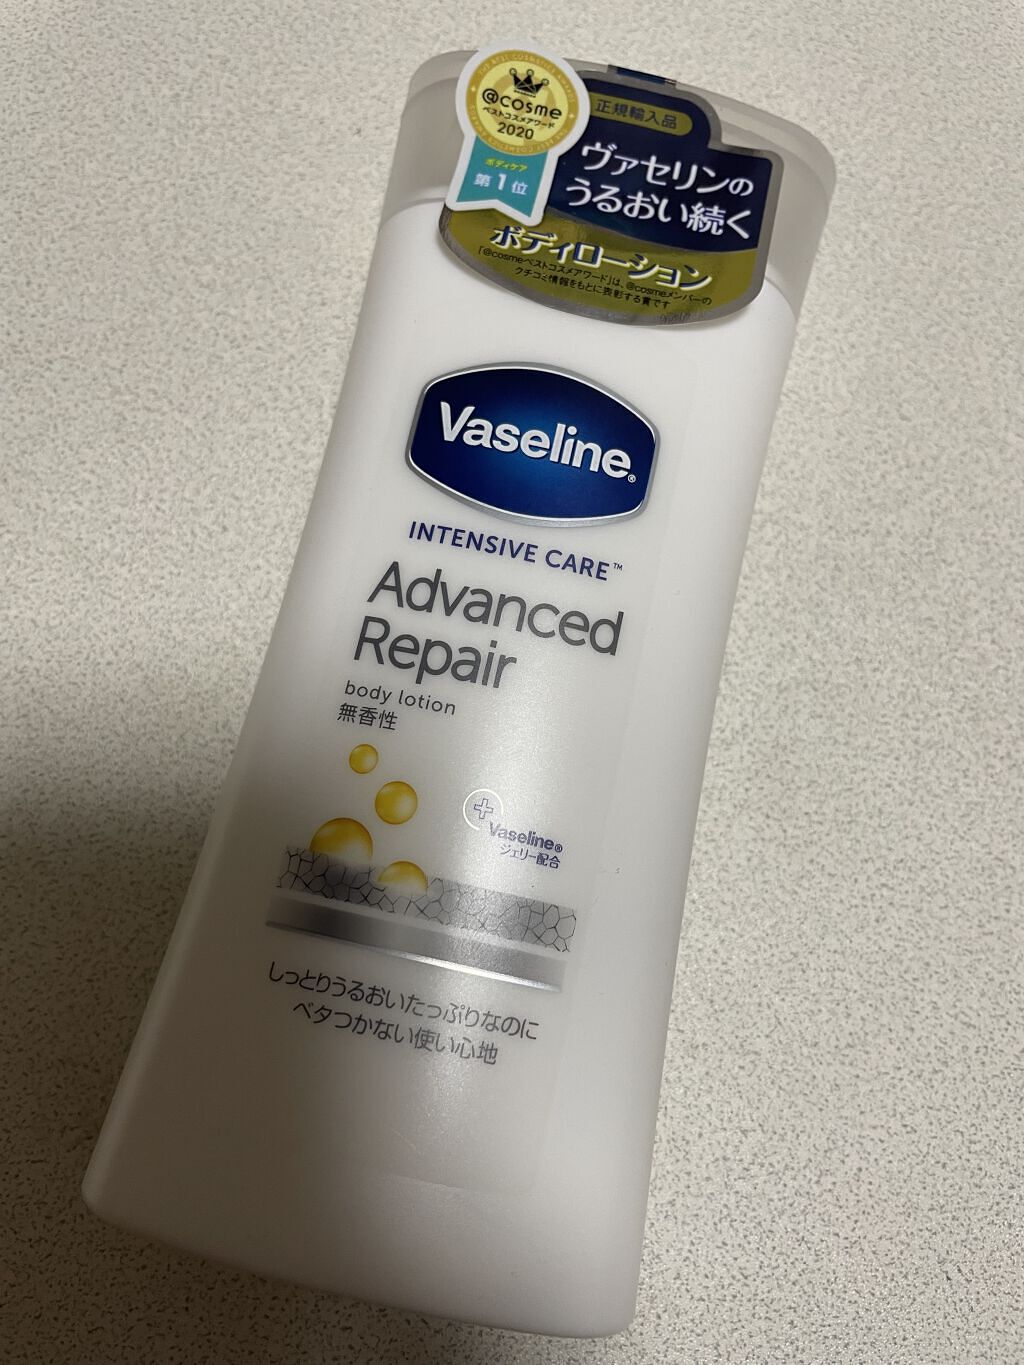 @cosme
ベストコスメアワード
2020
ボディケア
第1位
正規輸入品
ヴァセリンの
うるおい続く
ボディローション
「@cosmeベストコスメアワード」は、@cosmeメンバーの
クチコミ情報をもとに表彰する賞です
Vaseline®
INTENSIVE CARE™
Advanced
Repair
body lotion
無香性
Vaseline®
ジェリー配合
しっとりうるおいたっぷりなのに
ベタつかない使い心地